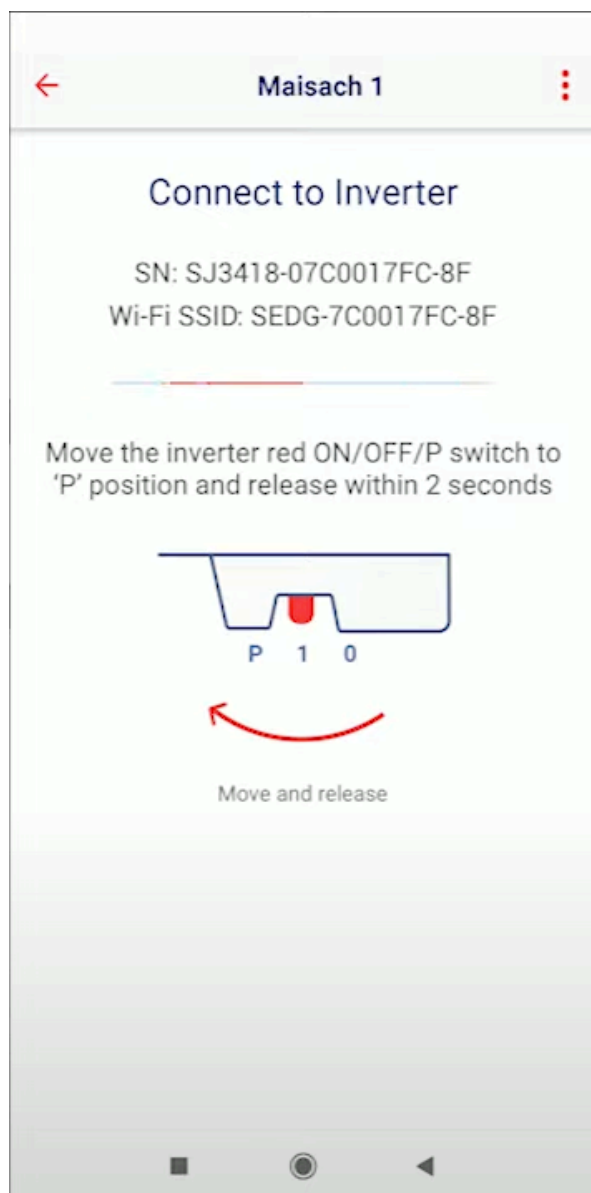 Maisach 1
Connect to Inverter
SN: SJ3418-07C0017FC-8F
Wi-Fi SSID: SEDG-7C0017FC-8F
Move the inverter red ON/OFF/P switch to
‘P’ position and release within 2 seconds
P 1 0
Move and release